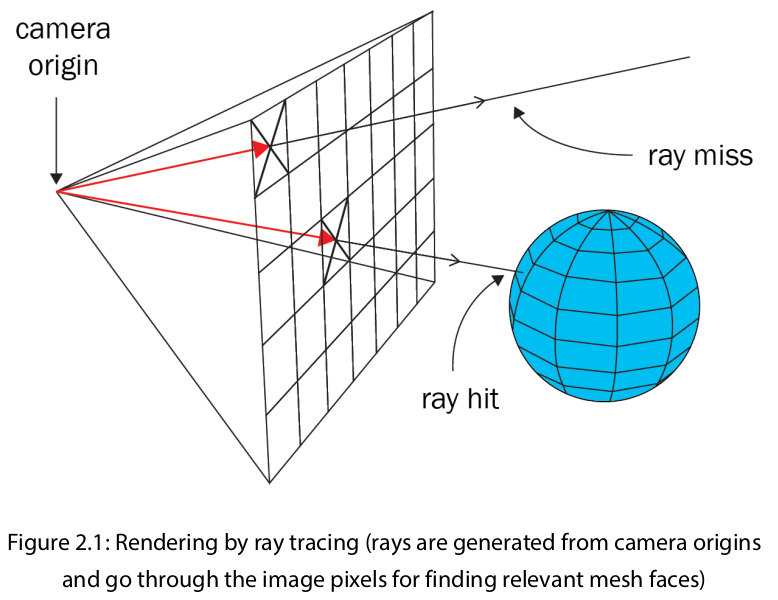 camera
origin
ray miss
ray hit
Figure 2.1: Rendering by ray tracing (rays are generated from camera origins
and go through the image pixels for finding relevant mesh faces)